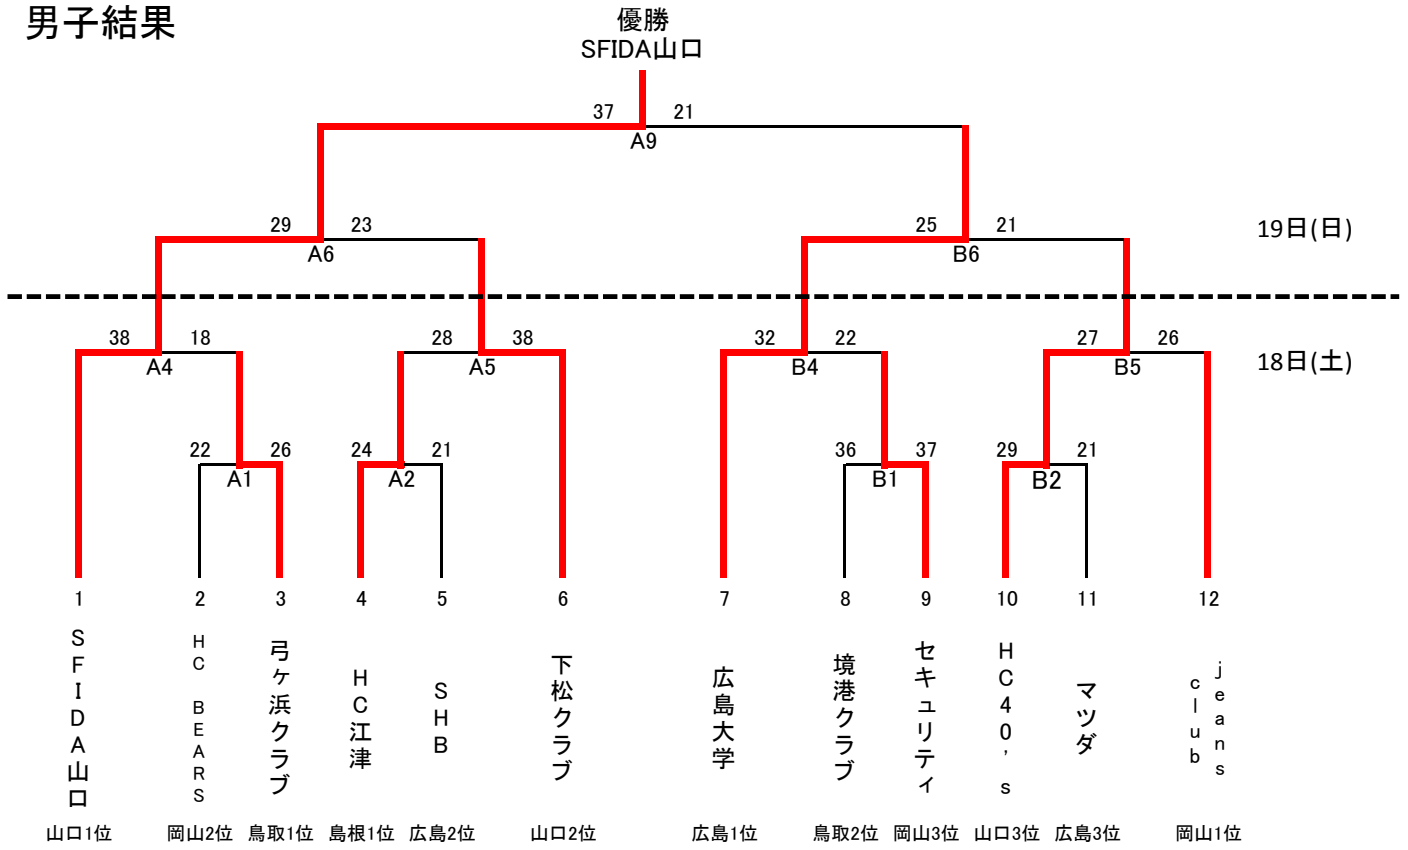 男子結果
優勝
SFIDA山口
37 21
A9
29 23 25 21 19日(日)
A6 B6
38 18 28 38 32 22 27 26 18日(土)
A4 A5 B4 B5
22 26 24 21 36 37 29 21
A1 A2 B1 B2
1 2 3 4 5 6 7 8 9 10 11 12
SFIDA山口
HC BEARS
弓ヶ浜クラブ
HC江津
SHB
下松クラブ
広島大学
境港クラブ
セキュリティ
HC40's
マツダ
jeans
club
山口1位 岡山2位 鳥取1位 島根1位 広島2位 山口2位 広島1位 鳥取2位 岡山3位 山口3位 広島3位 岡山1位